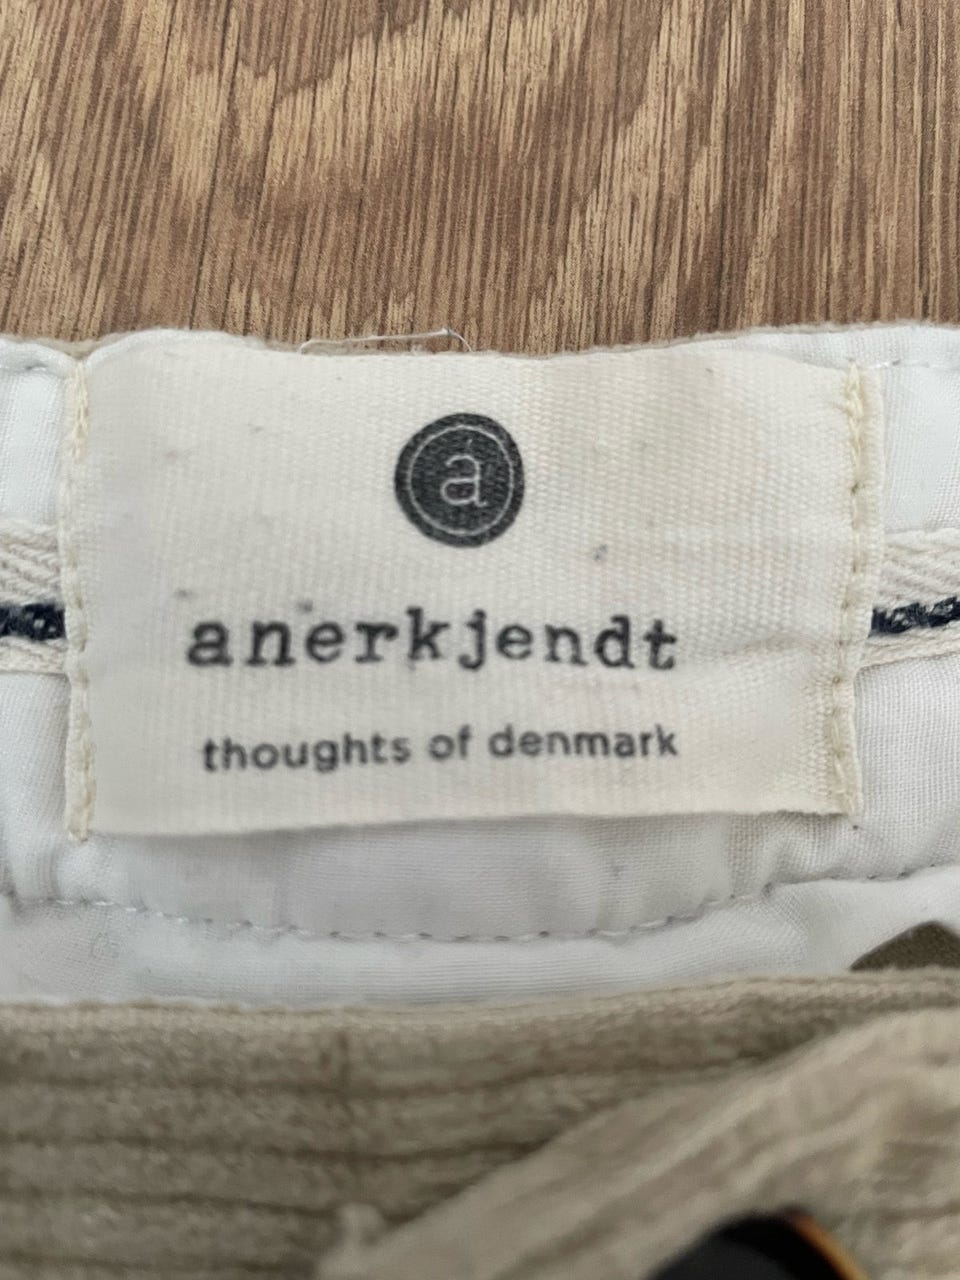 a
anerkjendt
thoughts of denmark